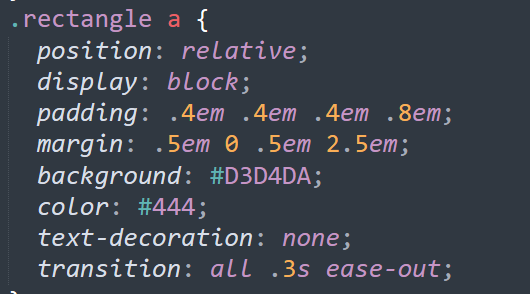 .rectangle a {
position: relative;
display: block;
padding: .4em .4em .4em .8em;
margin: .5em 0 .5em 2.5em;
background: #D3D4DA;
color: #444;
text-decoration: none;
transition: all .3s ease-out;